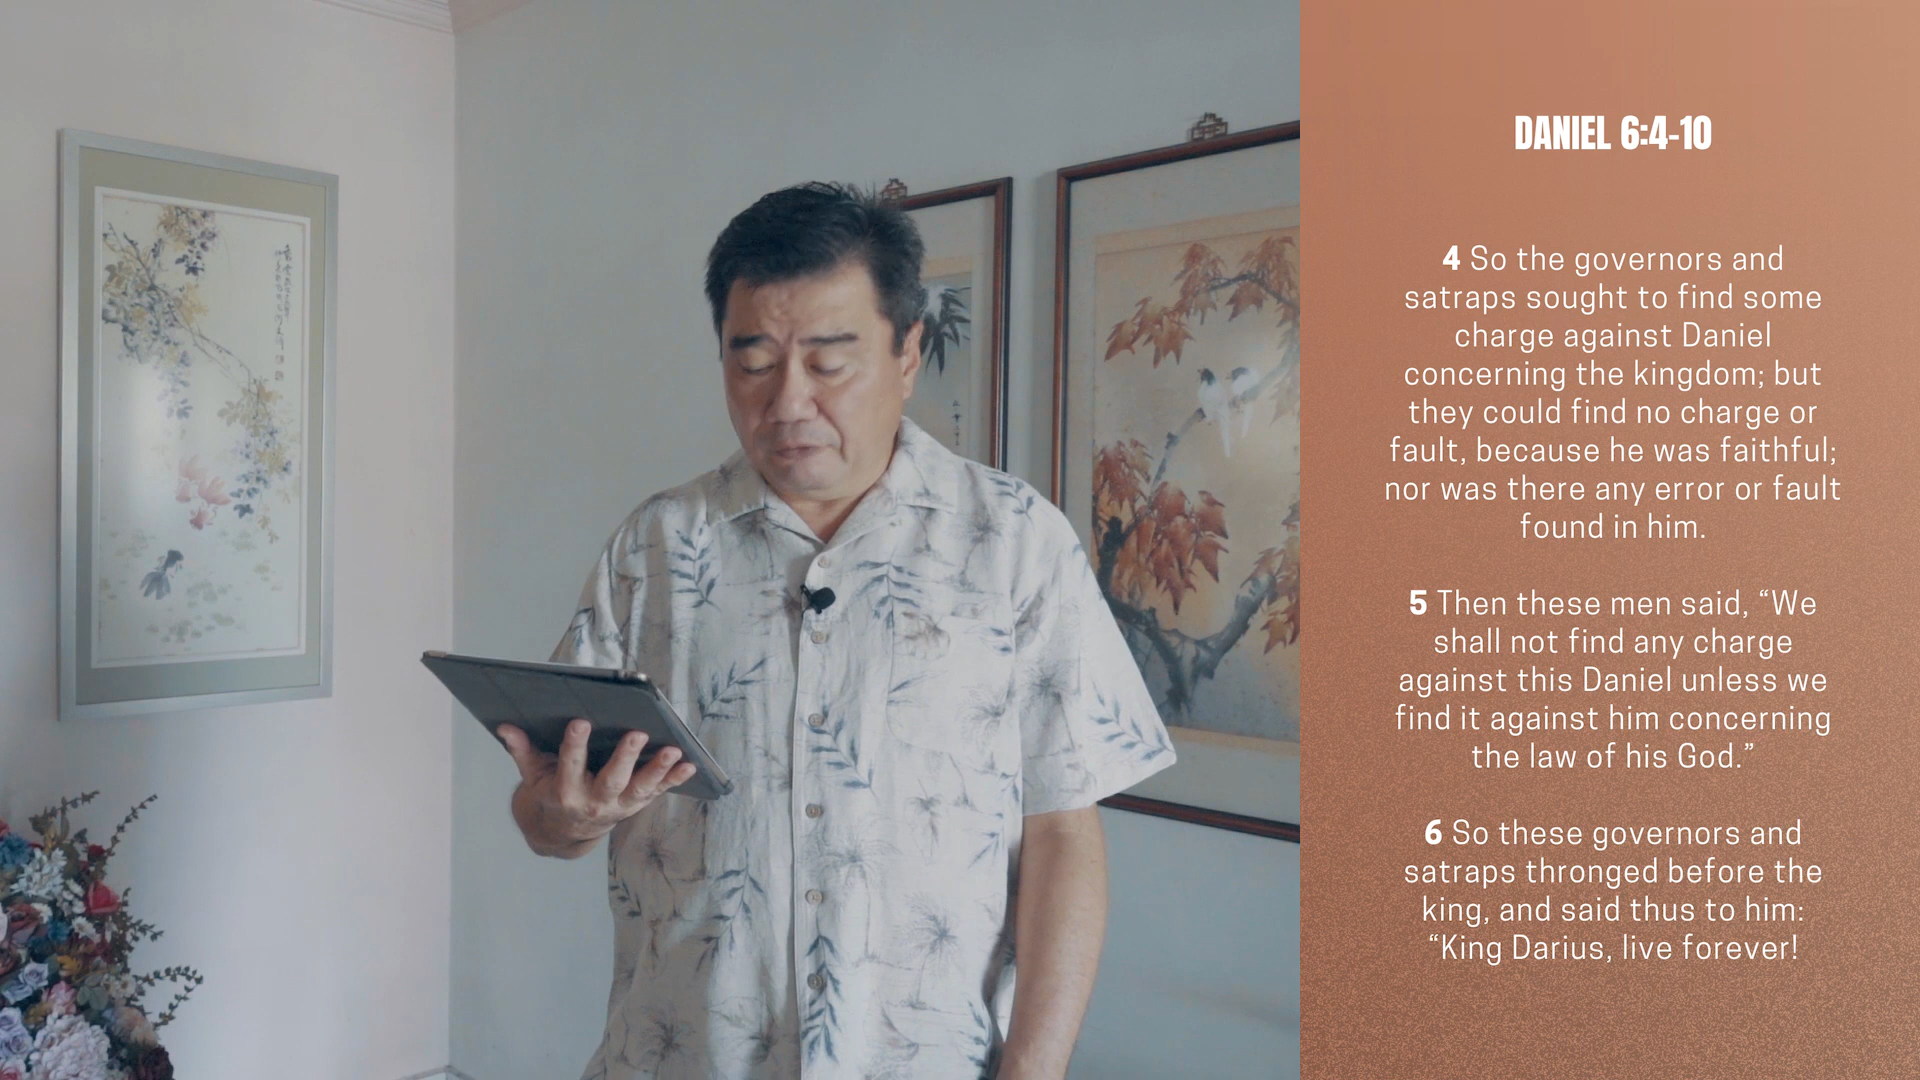 DANIEL 6:4-10
4 So the governors and
satraps sought to find some
charge against Daniel
concerning the kingdom; but
they could find no charge or
fault, because he was faithful;
nor was there any error or fault
found in him.
5 Then these men said, “We
shall not find any charge
against this Daniel unless we
find it against him concerning
the law of his God.”
6 So these governors and
satraps thronged before the
king, and said thus to him:
“King Darius, live forever!